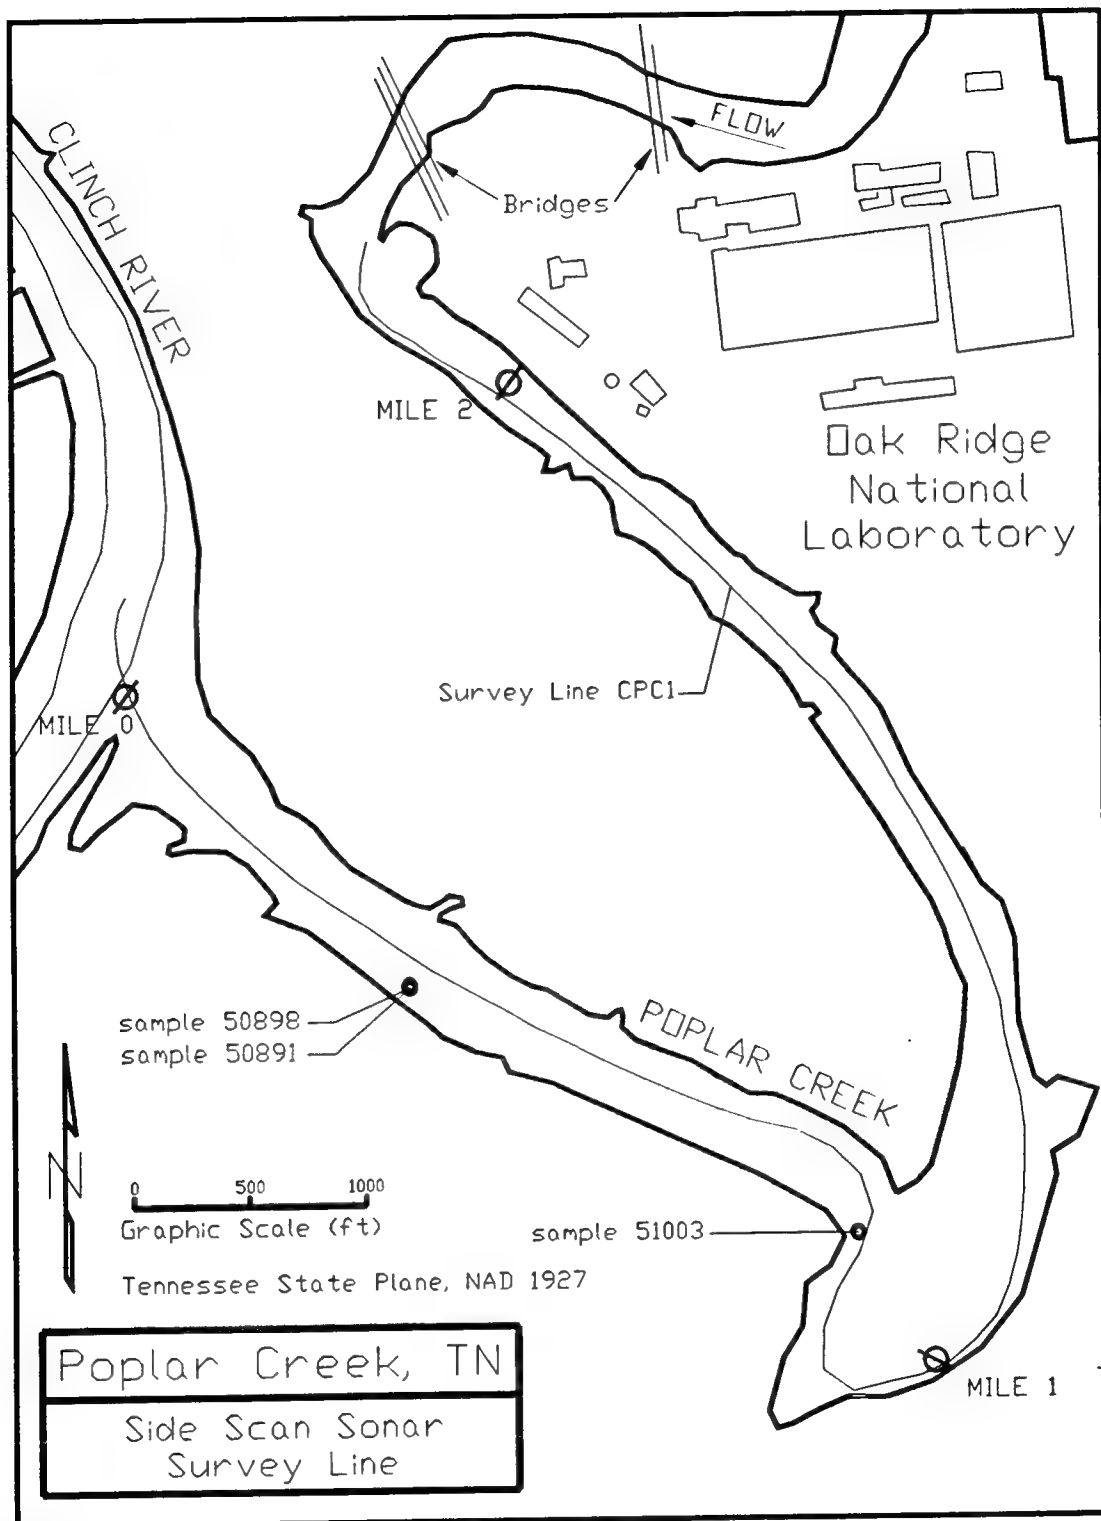 FLOW
Bridges
CLINCH RIVER
MILE 2
Oak Ridge
National
Laboratory
Survey Line CPC1
MILE 0
sample 50898
sample 50891
POPLAR CREEK
N
0 500 1000
Graphic Scale (ft)
sample 51003
Tennessee State Plane, NAD 1927
MILE 1
Poplar Creek, TN
Side Scan Sonar
Survey Line